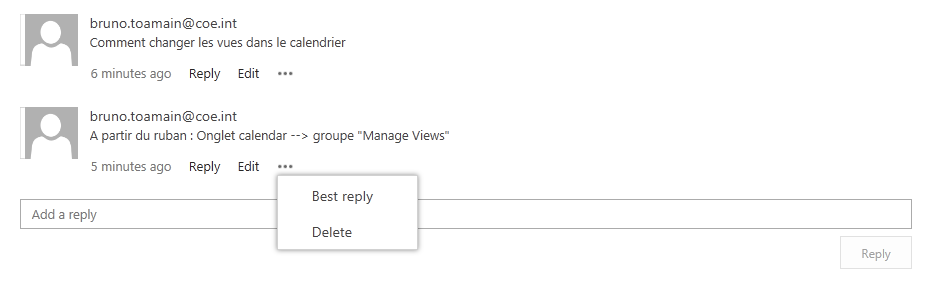 bruno.toamain@coe.int
Comment changer les vues dans le calendrier
6 minutes ago Reply Edit •••
bruno.toamain@coe.int
A partir du ruban : Onglet calendar --> groupe "Manage Views"
5 minutes ago Reply Edit •••
Best reply
Add a reply
Delete
Reply